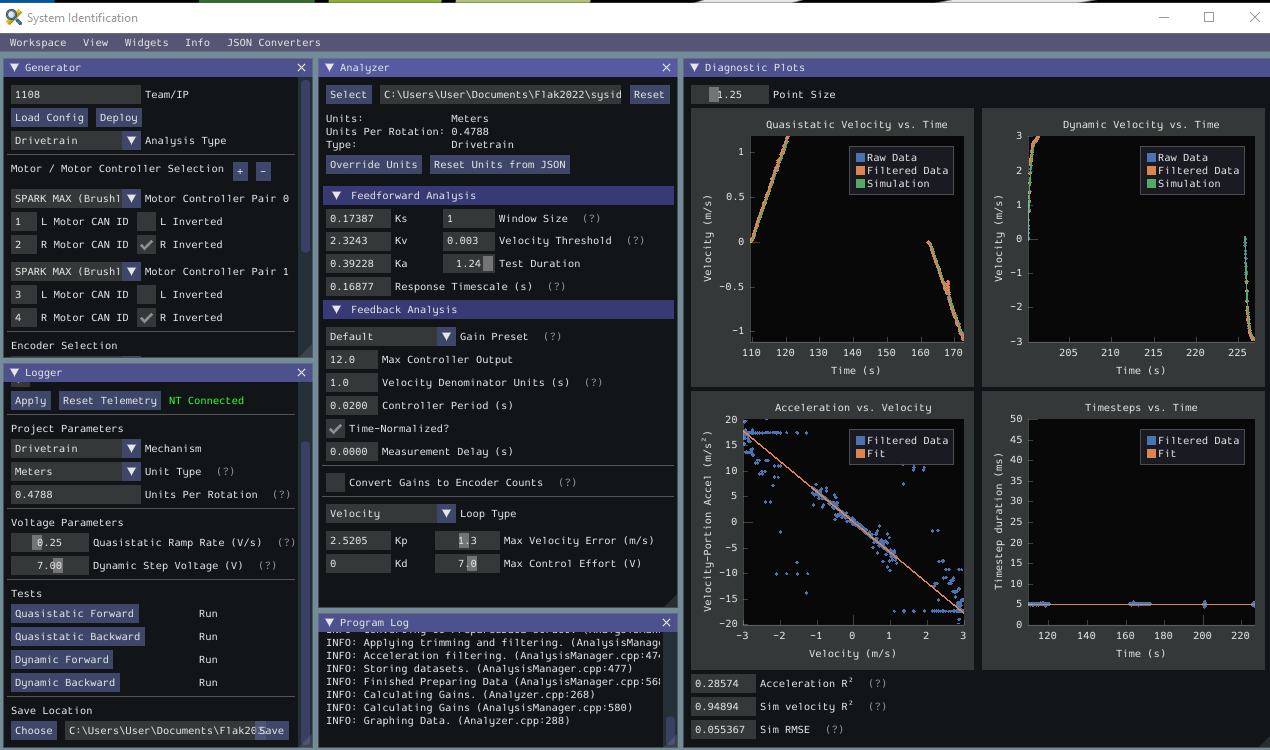 System Identification
Workspace View Widgets Info JSON Converters
Generator
1108 Team/IP
Load Config Deploy
Drivetrain Analysis Type
Motor / Motor Controller Selection + -
SPARK MAX (Brushl Motor Controller Pair 0
1 L Motor CAN ID L Inverted
2 R Motor CAN ID R Inverted
SPARK MAX (Brushl Motor Controller Pair 1
3 L Motor CAN ID L Inverted
4 R Motor CAN ID R Inverted
Encoder Selection
Logger
Apply Reset Telemetry NT Connected
Project Parameters
Drivetrain Mechanism
Meters Unit Type (?)
0.4788 Units Per Rotation (?)
Voltage Parameters
0.25 Quasistatic Ramp Rate (V/s) (?)
7.00 Dynamic Step Voltage (V) (?)
Tests
Quasistatic Forward Run
Quasistatic Backward Run
Dynamic Forward Run
Dynamic Backward Run
Save Location
Choose C:\Users\User\Documents\Flak20 Save
Analyzer
Select C:\Users\User\Documents\Flak2022\sysid Reset
Units: Meters
Units Per Rotation: 0.4788
Type: Drivetrain
Override Units Reset Units from JSON
Feedforward Analysis
0.17387 Ks 1 Window Size (?)
2.3243 Kv 0.003 Velocity Threshold (?)
0.39228 Ka 1.24 Test Duration
0.16877 Response Timescale (s) (?)
Feedback Analysis
Default Gain Preset (?)
12.0 Max Controller Output
1.0 Velocity Denominator Units (s) (?)
0.0200 Controller Period (s)
Time-Normalized?
0.0000 Measurement Delay (s)
Convert Gains to Encoder Counts (?)
Velocity Loop Type
2.5205 Kp 1.3 Max Velocity Error (m/s)
0 Kd 7.0 Max Control Effort (V)
Program Log
INFO: Applying trimming and filtering. (AnalysisManag
INFO: Acceleration filtering. (AnalysisManager.cpp:474
INFO: Storing datasets. (AnalysisManager.cpp:477)
INFO: Finished Preparing Data (AnalysisManager.cpp:568
INFO: Calculating Gains. (Analyzer.cpp:268)
INFO: Calculating Gains (AnalysisManager.cpp:580)
INFO: Graphing Data. (Analyzer.cpp:288)
Diagnostic Plots
1.25 Point Size
Quasistatic Velocity vs. Time
Raw Data
Filtered Data
Simulation
Velocity (m/s)
1
0.5
0
-0.5
-1
110 120 130 140 150 160 170
Time (s)
Dynamic Velocity vs. Time
Raw Data
Filtered Data
Simulation
Velocity (m/s)
3
2
1
0
-1
-2
-3
205 210 215 220 225
Time (s)
Acceleration vs. Velocity
Filtered Data
Fit
Velocity-Portion Accel (m/s²)
20
15
10
5
0
-5
-10
-15
-20
-3 -2 -1 0 1 2 3
Velocity (m/s)
Timesteps vs. Time
Filtered Data
Fit
Timestep duration (ms)
50
45
40
35
30
25
20
15
10
5
0
120 140 160 180 200 220
Time (s)
0.28574 Acceleration R² (?)
0.94894 Sim velocity R² (?)
0.055367 Sim RMSE (?)